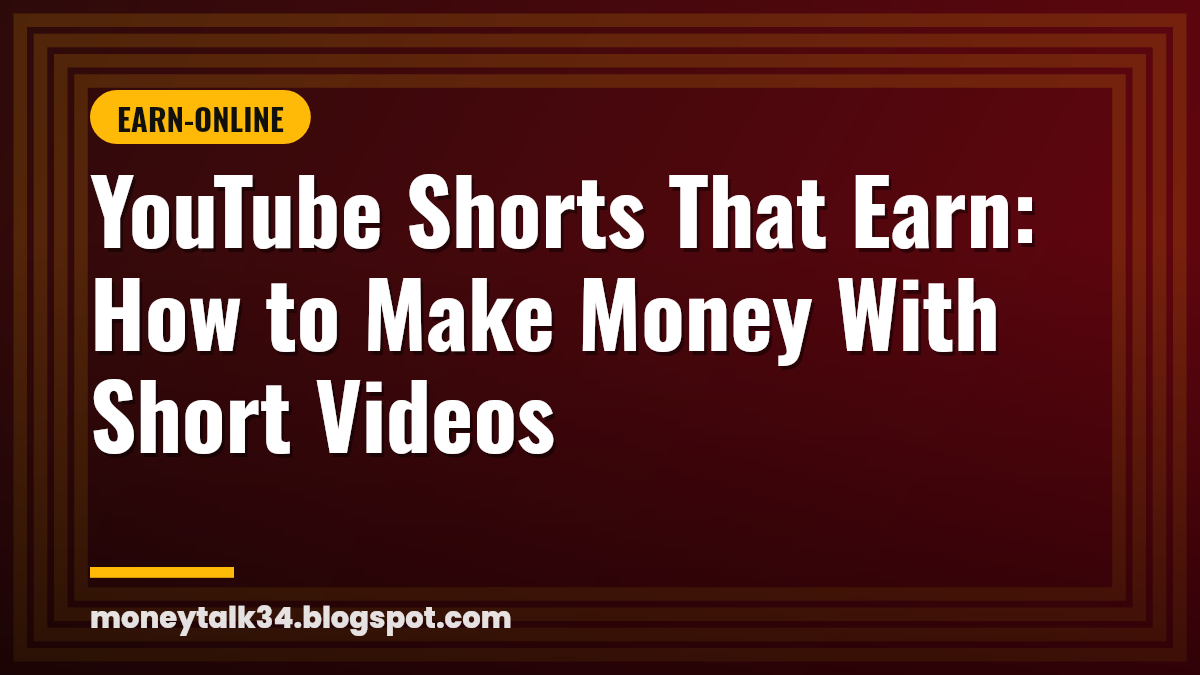 EARN-ONLINE
YouTube Shorts That Earn:
How to Make Money With
Short Videos
moneytalk34.blogspot.com